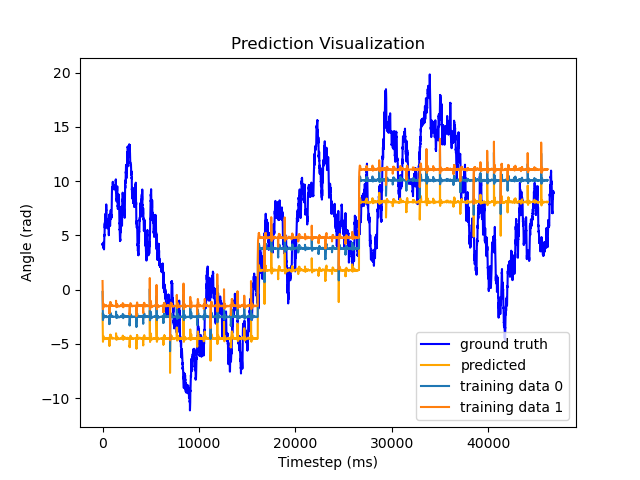 Prediction Visualization
Angle (rad)
20
15
10
5
0
−5
−10
0
10000
20000
30000
40000
Timestep (ms)
ground truth
predicted
training data 0
training data 1